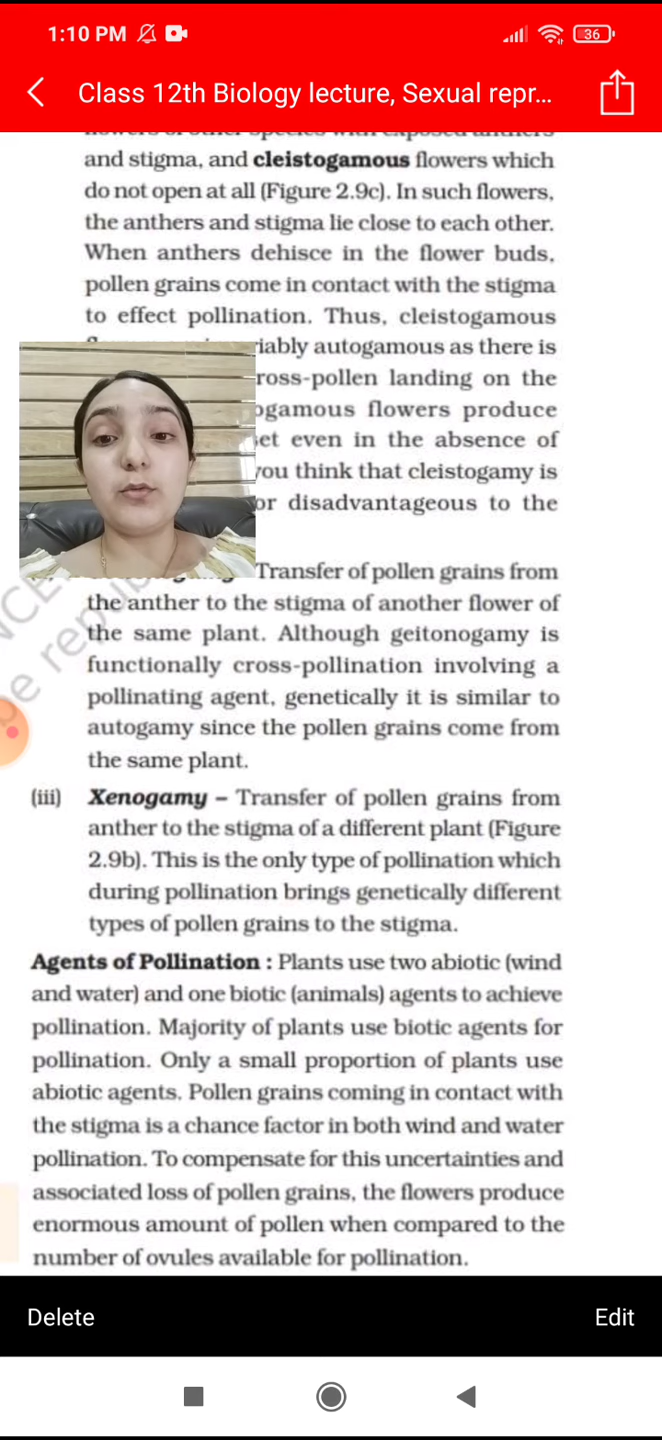 1:10 PM
36
Class 12th Biology lecture, Sexual repr...
flowers of other species with exposed anthers
and stigma, and cleistogamous flowers which
do not open at all (Figure 2.9c). In such flowers,
the anthers and stigma lie close to each other.
When anthers dehisce in the flower buds,
pollen grains come in contact with the stigma
to effect pollination. Thus, cleistogamous
riably autogamous as there is
ross-pollen landing on the
ogamous flowers produce
et even in the absence of
you think that cleistogamy is
or disadvantageous to the
Transfer of pollen grains from
the anther to the stigma of another flower of
the same plant. Although geitonogamy is
functionally cross-pollination involving a
pollinating agent, genetically it is similar to
autogamy since the pollen grains come from
the same plant.
(iii) Xenogamy – Transfer of pollen grains from
anther to the stigma of a different plant (Figure
2.9b). This is the only type of pollination which
during pollination brings genetically different
types of pollen grains to the stigma.
Agents of Pollination : Plants use two abiotic (wind
and water) and one biotic (animals) agents to achieve
pollination. Majority of plants use biotic agents for
pollination. Only a small proportion of plants use
abiotic agents. Pollen grains coming in contact with
the stigma is a chance factor in both wind and water
pollination. To compensate for this uncertainties and
associated loss of pollen grains, the flowers produce
enormous amount of pollen when compared to the
number of ovules available for pollination.
Delete
Edit